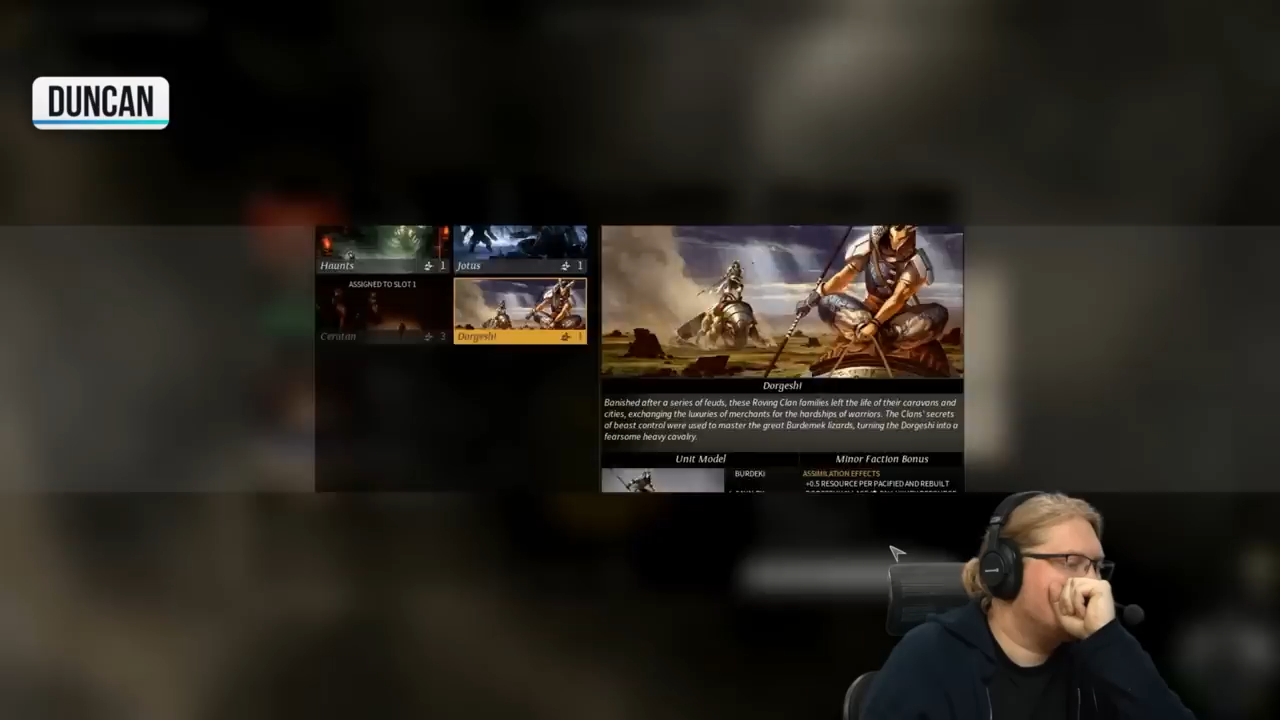 DUNCAN
Haunts 1
Jotus 1
ASSIGNED TO SLOT 1
Ceratan 3
Dorgeshi 1
Dorgeshi
Banished after a series of feuds, these Roving Clan families left the life of their caravans and
cities, exchanging the luxuries of merchants for the hardships of warriors. The Clans' secrets
of beast control were used to master the great Burdemek lizards, turning the Dorgeshi into a
fearsome heavy cavalry.
Unit Model
Minor Faction Bonus
BURDEKI
ASSIMILATION EFFECTS
+0.5 RESOURCE PER PACIFIED AND REBUILT